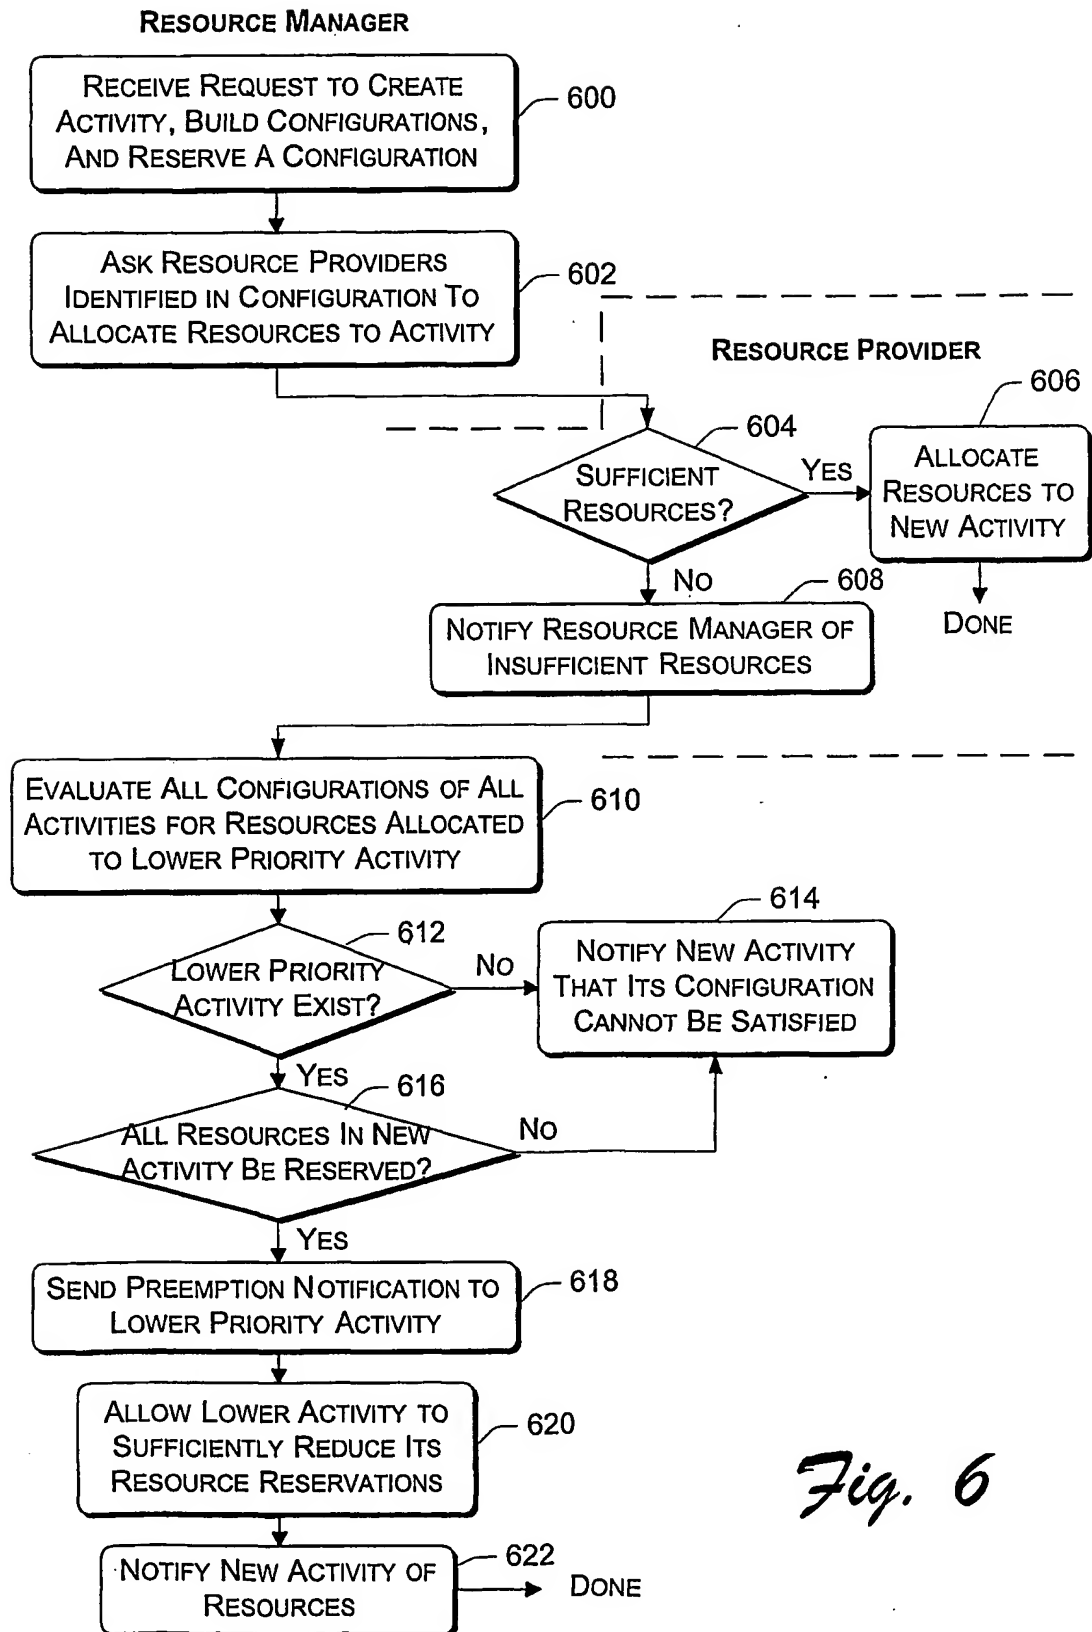 RESOURCE MANAGER
RECEIVE REQUEST TO CREATE
ACTIVITY, BUILD CONFIGURATIONS,
AND RESERVE A CONFIGURATION
600
ASK RESOURCE PROVIDERS
IDENTIFIED IN CONFIGURATION TO
ALLOCATE RESOURCES TO ACTIVITY
602
RESOURCE PROVIDER
606
604
SUFFICIENT
RESOURCES?
YES
ALLOCATE
RESOURCES TO
NEW ACTIVITY
NO
608
DONE
NOTIFY RESOURCE MANAGER OF
INSUFFICIENT RESOURCES
EVALUATE ALL CONFIGURATIONS OF ALL
ACTIVITIES FOR RESOURCES ALLOCATED
TO LOWER PRIORITY ACTIVITY
610
612
LOWER PRIORITY
ACTIVITY EXIST?
NO
614
NOTIFY NEW ACTIVITY
THAT ITS CONFIGURATION
CANNOT BE SATISFIED
YES
616
ALL RESOURCES IN NEW
ACTIVITY BE RESERVED?
NO
YES
SEND PREEMPTION NOTIFICATION TO
LOWER PRIORITY ACTIVITY
618
ALLOW LOWER ACTIVITY TO
SUFFICIENTLY REDUCE ITS
RESOURCE RESERVATIONS
620
NOTIFY NEW ACTIVITY OF
RESOURCES
622
DONE
Fig. 6